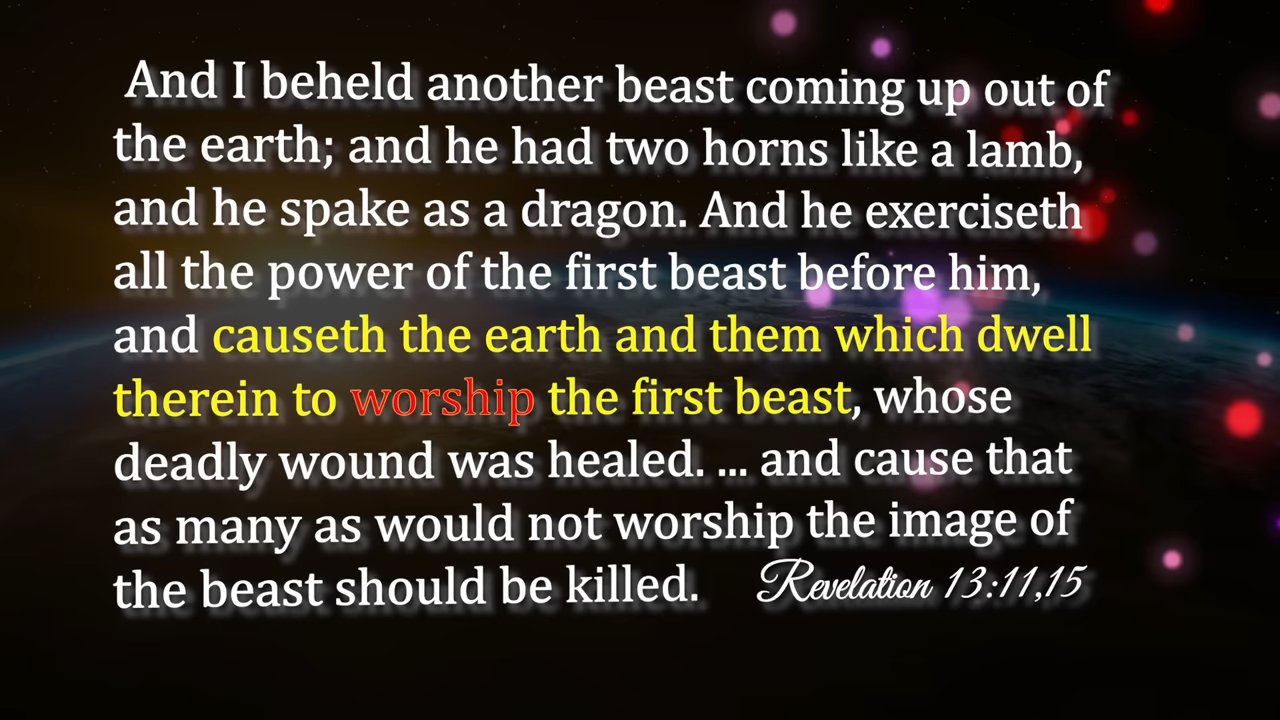 And I beheld another beast coming up out of
the earth; and he had two horns like a lamb,
and he spake as a dragon. And he exerciseth
all the power of the first beast before him,
and causeth the earth and them which dwell
therein to worship the first beast, whose
deadly wound was healed. ... and cause that
as many as would not worship the image of
the beast should be killed. Revelation 13:11,15